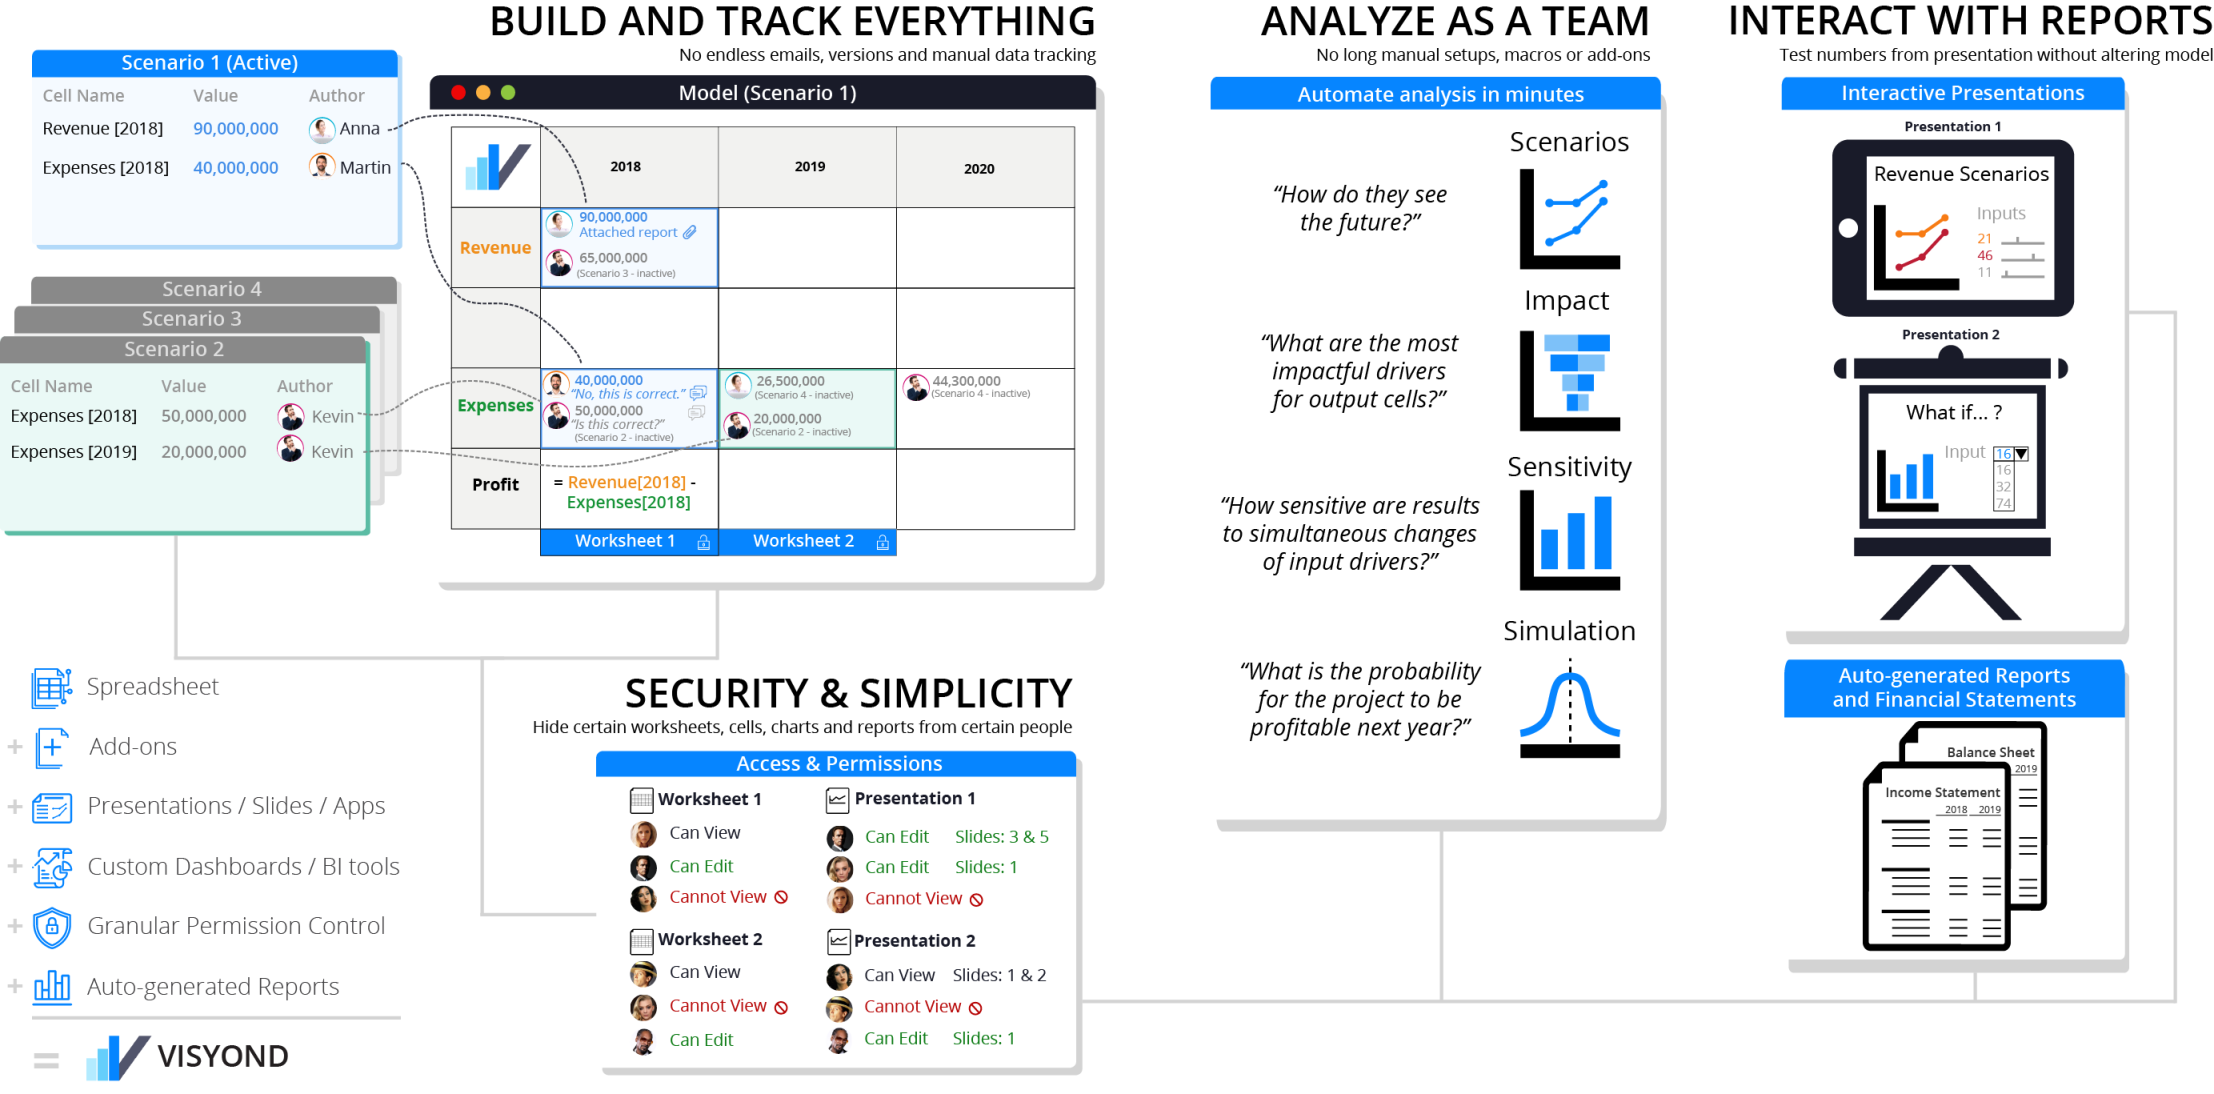 BUILD AND TRACK EVERYTHING
No endless emails, versions and manual data tracking
Scenario 1 (Active)
Cell Name Value Author
Revenue [2018] 90,000,000 Anna
Expenses [2018] 40,000,000 Martin
Scenario 4
Scenario 3
Scenario 2
Cell Name Value Author
Expenses [2018] 50,000,000 Kevin
Expenses [2019] 20,000,000 Kevin
Model (Scenario 1)
2018 2019 2020
Revenue
90,000,000
Attached report
65,000,000
(Scenario 3 - inactive)
Expenses
40,000,000
“No, this is correct.”
50,000,000
“Is this correct?”
(Scenario 2 - inactive)
26,500,000
(Scenario 4 - inactive)
20,000,000
(Scenario 2 - inactive)
44,300,000
(Scenario 4 - inactive)
Profit
= Revenue[2018] -
Expenses[2018]
Worksheet 1 Worksheet 2
ANALYZE AS A TEAM
No long manual setups, macros or add-ons
Automate analysis in minutes
Scenarios
“How do they see
the future?”
Impact
“What are the most
impactful drivers
for output cells?”
Sensitivity
“How sensitive are results
to simultaneous changes
of input drivers?”
Simulation
“What is the probability
for the project to be
profitable next year?”
INTERACT WITH REPORTS
Test numbers from presentation without altering model
Interactive Presentations
Presentation 1
Revenue Scenarios
Inputs
21
46
11
Presentation 2
What if... ?
Input 16
16
32
74
Auto-generated Reports
and Financial Statements
Balance Sheet
2019
Income Statement
2018 2019
SECURITY & SIMPLICITY
Hide certain worksheets, cells, charts and reports from certain people
Access & Permissions
Worksheet 1
Can View
Can Edit
Cannot View
Presentation 1
Can Edit Slides: 3 & 5
Can Edit Slides: 1
Cannot View
Worksheet 2
Can View
Cannot View
Can Edit
Presentation 2
Can View Slides: 1 & 2
Cannot View
Can Edit Slides: 1
Spreadsheet
+ Add-ons
+ Presentations / Slides / Apps
+ Custom Dashboards / BI tools
+ Granular Permission Control
+ Auto-generated Reports
= VISYOND